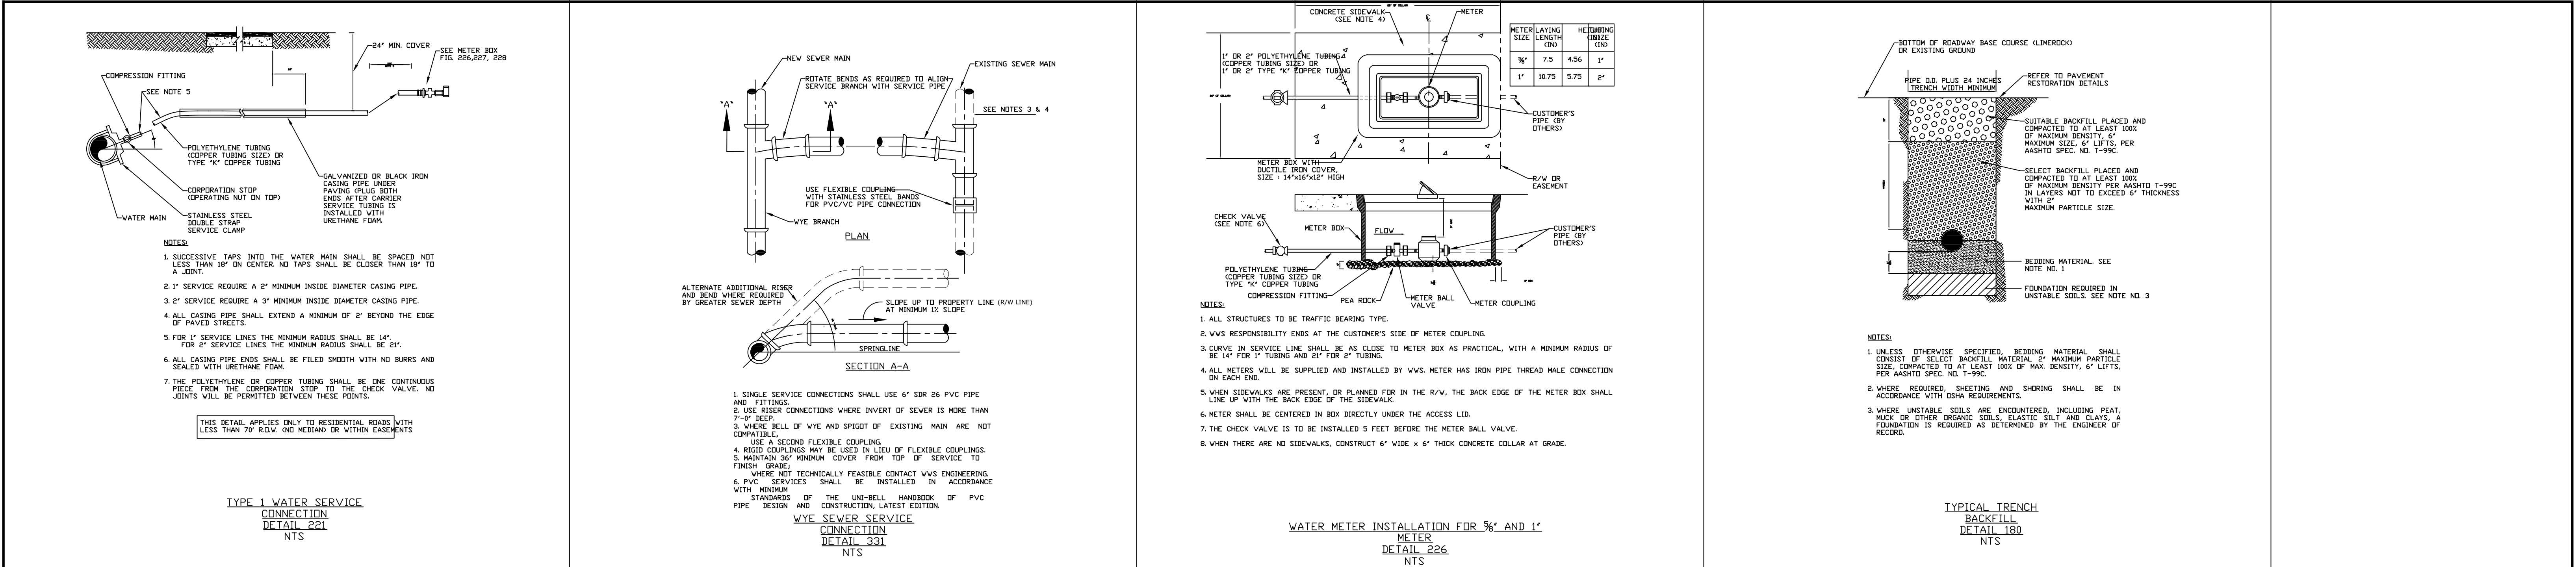 24" MIN. COVER
SEE METER BOX
FIG. 226,227, 228
COMPRESSION FITTING
SEE NOTE 5
POLYETHYLENE TUBING
(COPPER TUBING SIZE) OR
TYPE "K" COPPER TUBING
CORPORATION STOP
(OPERATING NUT ON TOP)
GALVANIZED OR BLACK IRON
CASING PIPE UNDER
PAVING (PLUG BOTH
ENDS AFTER CARRIER
SERVICE TUBING IS
INSTALLED WITH
URETHANE FOAM.
WATER MAIN
STAINLESS STEEL
DOUBLE STRAP
SERVICE CLAMP
NOTES:
1. SUCCESSIVE TAPS INTO THE WATER MAIN SHALL BE SPACED NOT
LESS THAN 18" ON CENTER. NO TAPS SHALL BE CLOSER THAN 18" TO
A JOINT.
2. 1" SERVICE REQUIRE A 2" MINIMUM INSIDE DIAMETER CASING PIPE.
3. 2" SERVICE REQUIRE A 3" MINIMUM INSIDE DIAMETER CASING PIPE.
4. ALL CASING PIPE SHALL EXTEND A MINIMUM OF 2' BEYOND THE EDGE
OF PAVED STREETS.
5. FOR 1" SERVICE LINES THE MINIMUM RADIUS SHALL BE 14".
FOR 2" SERVICE LINES THE MINIMUM RADIUS SHALL BE 21".
6. ALL CASING PIPE ENDS SHALL BE FILED SMOOTH WITH NO BURRS AND
SEALED WITH URETHANE FOAM.
7. THE POLYETHYLENE OR COPPER TUBING SHALL BE ONE CONTINUOUS
PIECE FROM THE CORPORATION STOP TO THE CHECK VALVE. NO
JOINTS WILL BE PERMITTED BETWEEN THESE POINTS.
THIS DETAIL APPLIES ONLY TO RESIDENTIAL ROADS WITH
LESS THAN 70' R.O.W. (NO MEDIAN) OR WITHIN EASEMENTS
TYPE 1 WATER SERVICE
CONNECTION
DETAIL 221
NTS
NEW SEWER MAIN
EXISTING SEWER MAIN
ROTATE BENDS AS REQUIRED TO ALIGN
SERVICE BRANCH WITH SERVICE PIPE
"A"
"A"
SEE NOTES 3 & 4
USE FLEXIBLE COUPLING
WITH STAINLESS STEEL BANDS
FOR PVC/VC PIPE CONNECTION
WYE BRANCH
PLAN
ALTERNATE ADDITIONAL RISER
AND BEND WHERE REQUIRED
BY GREATER SEWER DEPTH
SLOPE UP TO PROPERTY LINE (R/W LINE)
AT MINIMUM 1% SLOPE
SPRINGLINE
SECTION A-A
1. SINGLE SERVICE CONNECTIONS SHALL USE 6" SDR 26 PVC PIPE
AND FITTINGS.
2. USE RISER CONNECTIONS WHERE INVERT OF SEWER IS MORE THAN
7'-0" DEEP.
3. WHERE BELL OF WYE AND SPIGOT OF EXISTING MAIN ARE NOT
COMPATIBLE,
USE A SECOND FLEXIBLE COUPLING.
4. RIGID COUPLINGS MAY BE USED IN LIEU OF FLEXIBLE COUPLINGS.
5. MAINTAIN 36" MINIMUM COVER FROM TOP OF SERVICE TO
FINISH GRADE;
WHERE NOT TECHNICALLY FEASIBLE CONTACT WWS ENGINEERING.
6. PVC SERVICES SHALL BE INSTALLED IN ACCORDANCE
WITH MINIMUM
STANDARDS OF THE UNI-BELL HANDBOOK OF PVC
PIPE DESIGN AND CONSTRUCTION, LATEST EDITION.
WYE SEWER SERVICE
CONNECTION
DETAIL 331
NTS
CONCRETE SIDEWALK
(SEE NOTE 4)
METER
METER SIZE LAYING LENGTH (IN)
5/8" 7.5 4.56 1"
1" 10.75 5.75 2"
1" OR 2" POLYETHYLENE TUBING
(COPPER TUBING SIZE) OR
1" OR 2" TYPE "K" COPPER TUBING
CUSTOMER'S
PIPE (BY
OTHERS)
METER BOX WITH
DUCTILE IRON COVER,
SIZE : 14"x16"x12" HIGH
R/W OR
EASEMENT
CHECK VALVE
(SEE NOTE 6)
METER BOX
FLOW
CUSTOMER'S
PIPE (BY
OTHERS)
POLYETHYLENE TUBING
(COPPER TUBING SIZE) OR
TYPE "K" COPPER TUBING
COMPRESSION FITTING
PEA ROCK
METER BALL
VALVE
METER COUPLING
NOTES:
1. ALL STRUCTURES TO BE TRAFFIC BEARING TYPE.
2. WWS RESPONSIBILITY ENDS AT THE CUSTOMER'S SIDE OF METER COUPLING.
3. CURVE IN SERVICE LINE SHALL BE AS CLOSE TO METER BOX AS PRACTICAL, WITH A MINIMUM RADIUS OF
BE 14" FOR 1" TUBING AND 21" FOR 2" TUBING.
4. ALL METERS WILL BE SUPPLIED AND INSTALLED BY WWS. METER HAS IRON PIPE THREAD MALE CONNECTION
ON EACH END.
5. WHEN SIDEWALKS ARE PRESENT, OR PLANNED FOR IN THE R/W, THE BACK EDGE OF THE METER BOX SHALL
LINE UP WITH THE BACK EDGE OF THE SIDEWALK.
6. METER SHALL BE CENTERED IN BOX DIRECTLY UNDER THE ACCESS LID.
7. THE CHECK VALVE IS TO BE INSTALLED 5 FEET BEFORE THE METER BALL VALVE.
8. WHEN THERE ARE NO SIDEWALKS, CONSTRUCT 6" WIDE x 6" THICK CONCRETE COLLAR AT GRADE.
WATER METER INSTALLATION FOR 5/8" AND 1"
METER
DETAIL 226
NTS
BOTTOM OF ROADWAY BASE COURSE (LIMEROCK)
OR EXISTING GROUND
PIPE O.D. PLUS 24 INCHES
TRENCH WIDTH MINIMUM
REFER TO PAVEMENT
RESTORATION DETAILS
SUITABLE BACKFILL PLACED AND
COMPACTED TO AT LEAST 100%
OF MAXIMUM DENSITY, 6"
MAXIMUM SIZE, 6" LIFTS, PER
AASHTO SPEC. NO. T-99C.
SELECT BACKFILL PLACED AND
COMPACTED TO AT LEAST 100%
OF MAXIMUM DENSITY PER AASHTO T-99C
IN LAYERS NOT TO EXCEED 6" THICKNESS
WITH 2"
MAXIMUM PARTICLE SIZE.
BEDDING MATERIAL. SEE
NOTE NO. 1
FOUNDATION REQUIRED IN
UNSTABLE SOILS. SEE NOTE NO. 3
NOTES:
1. UNLESS OTHERWISE SPECIFIED, BEDDING MATERIAL SHALL
CONSIST OF SELECT BACKFILL MATERIAL 2" MAXIMUM PARTICLE
SIZE, COMPACTED TO AT LEAST 100% OF MAX. DENSITY, 6" LIFTS,
PER AASHTO SPEC. NO. T-99C.
2. WHERE REQUIRED, SHEETING AND SHORING SHALL BE IN
ACCORDANCE WITH OSHA REQUIREMENTS.
3. WHERE UNSTABLE SOILS ARE ENCOUNTERED, INCLUDING PEAT,
MUCK OR OTHER ORGANIC SOILS, ELASTIC SILT AND CLAYS, A
FOUNDATION IS REQUIRED AS DETERMINED BY THE ENGINEER OF
RECORD.
TYPICAL TRENCH
BACKFILL
DETAIL 180
NTS